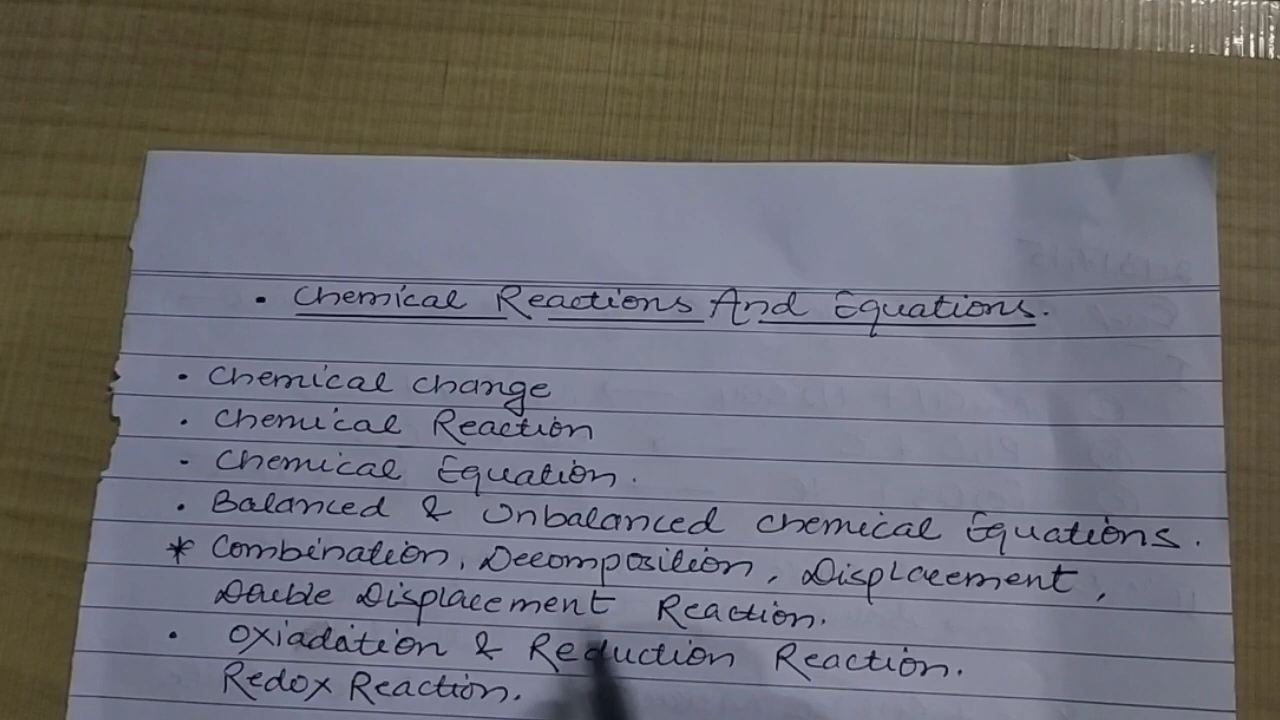 • Chemical Reactions And Equations.
• Chemical change
• Chemical Reaction
- Chemical Equation.
• Balanced & Unbalanced chemical Equations.
* Combination, Decomposition, Displacement,
Double Displacement Reaction.
• Oxiadation & Reduction Reaction.
Redox Reaction.